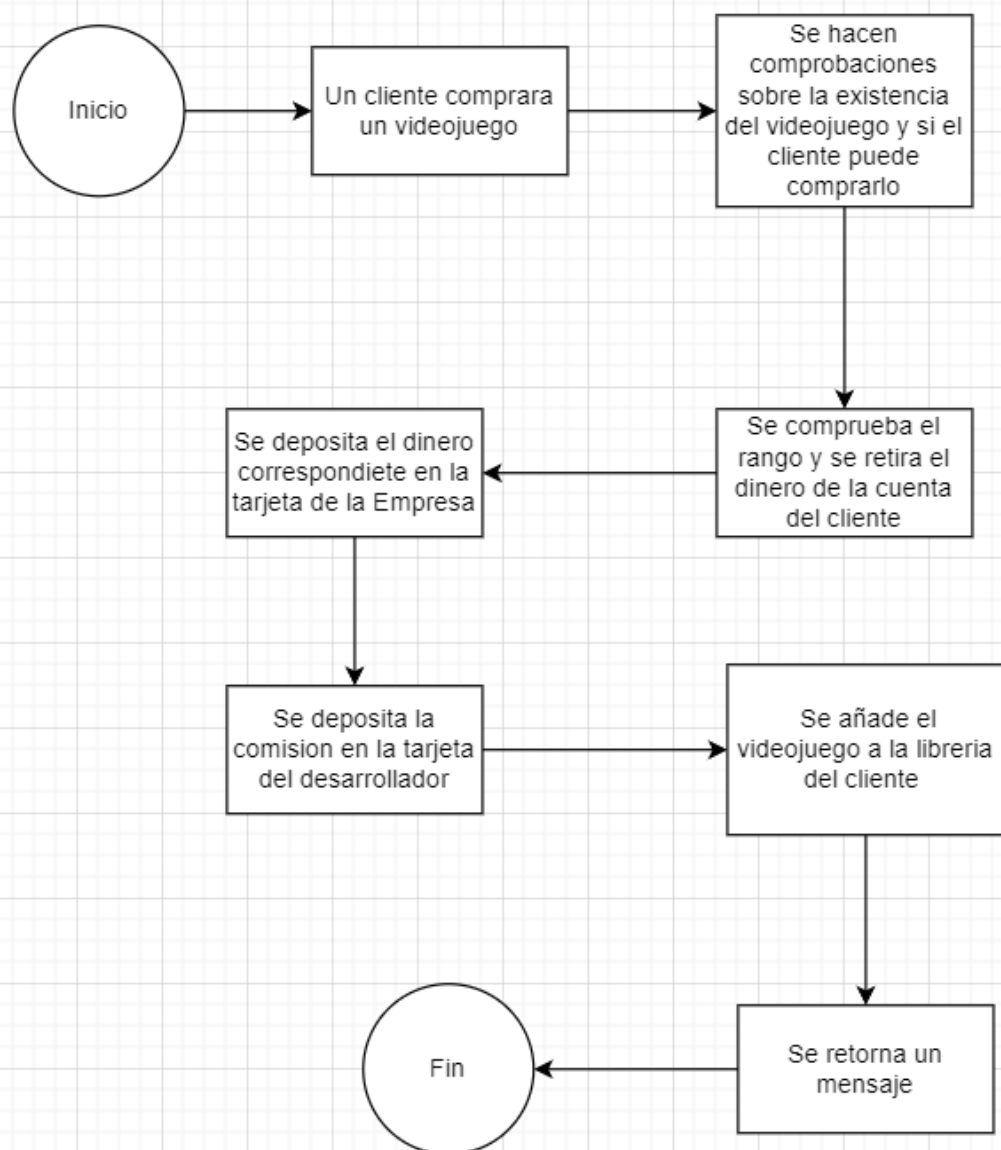 Inicio
Un cliente comprara
un videojuego
Se hacen
comprobaciones
sobre la existencia
del videojuego y si el
cliente puede
comprarlo
Se comprueba el
rango y se retira el
dinero de la cuenta
del cliente
Se deposita el dinero
correspondiete en la
tarjeta de la Empresa
Se deposita la
comision en la tarjeta
del desarrollador
Se añade el
videojuego a la libreria
del cliente
Se retorna un
mensaje
Fin